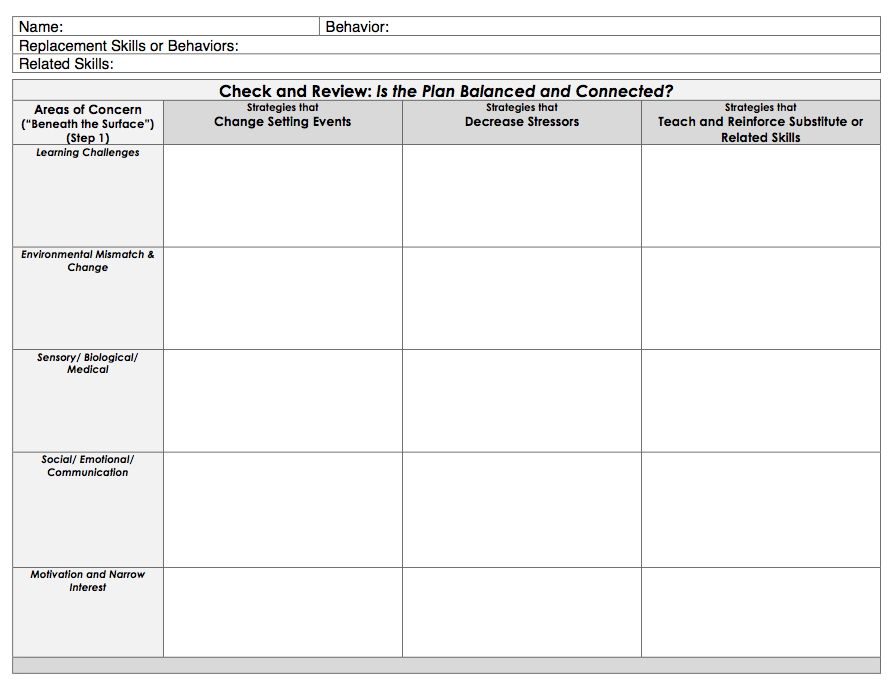 Name: Behavior:
Replacement Skills or Behaviors:
Related Skills:
Check and Review: Is the Plan Balanced and Connected?
Areas of Concern
("Beneath the Surface")
(Step 1)
Strategies that
Change Setting Events
Strategies that
Decrease Stressors
Strategies that
Teach and Reinforce Substitute or
Related Skills
Learning Challenges
Environmental Mismatch &
Change
Sensory/ Biological/
Medical
Social/ Emotional/
Communication
Motivation and Narrow
Interest